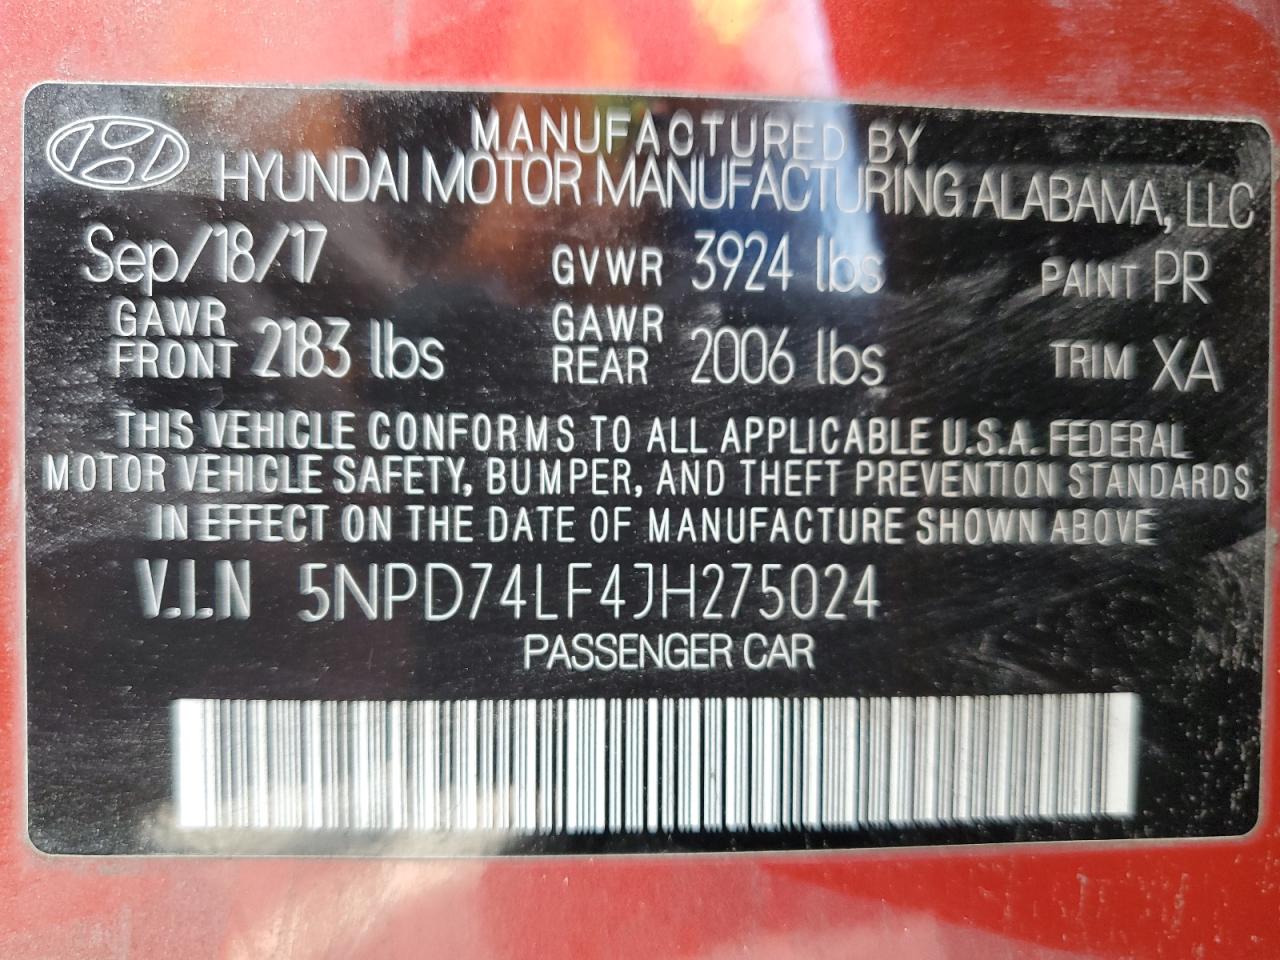 MANUFACTURED BY
HYUNDAI MOTOR MANUFACTURING ALABAMA, LLC
Sep/18/17 GVWR 3924 lbs PAINT PR
GAWR FRONT 2183 lbs GAWR REAR 2006 lbs TRIM XA
THIS VEHICLE CONFORMS TO ALL APPLICABLE U.S.A. FEDERAL
MOTOR VEHICLE SAFETY, BUMPER, AND THEFT PREVENTION STANDARDS
IN EFFECT ON THE DATE OF MANUFACTURE SHOWN ABOVE
V.I.N 5NPD74LF4JH275024
PASSENGER CAR